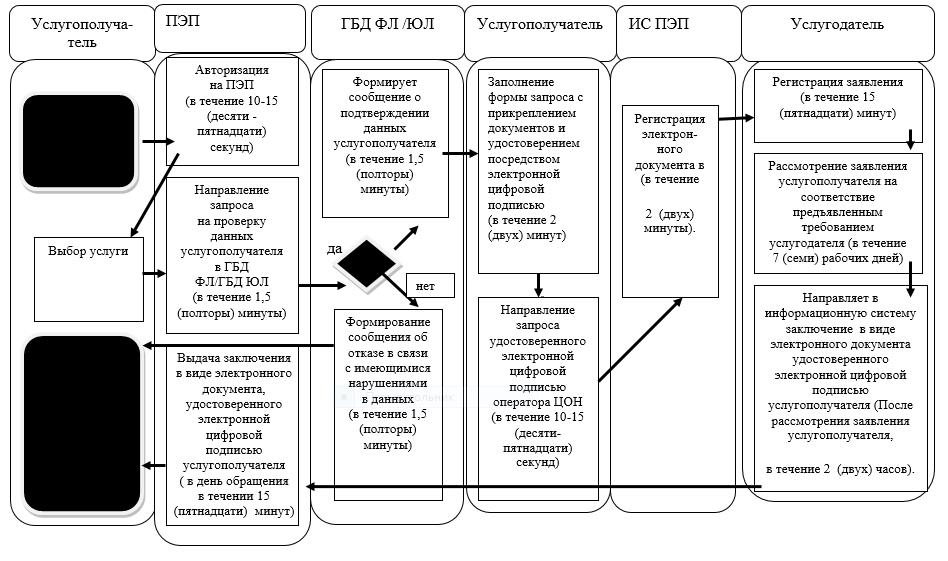 Услугополуча-
тель
ПЭП
ГБД ФЛ /ЮЛ
Услугополучатель
ИС ПЭП
Услугодатель
Авторизация
на ПЭП
(в течение 10-15
(десяти -
пятнадцати)
секунд)
Выбор услуги
Направление
запроса
на проверку
данных
услугополучателя
в ГБД
ФЛ/ГБД ЮЛ
(в течение 1,5
(полторы) минуты)
Выдача заключения
в виде электронного
документа,
удостоверенного
электронной
цифровой
подписью
услугополучателя
( в день обращения
в течении 15
(пятнадцати) минут)
Формирует
сообщение о
подтверждении
данных
услугополучателя
(в течение 1,5
(полторы)
минуты)
да
нет
Формирование
сообщения об
отказе в связи
с имеющимися
нарушениями
в данных
(в течение 1,5
(полторы)
минуты)
Заполнение
формы запроса с
прикреплением
документов и
удостоверением
посредством
электронной
цифровой
подписью
(в течение 2
(двух) минут)
Направление
запроса
удостоверенного
электронной
цифровой
подписью
оператора ЦОН
(в течение 10-15
(десяти-
пятнадцати)
секунд)
Регистрация
электрон-
ного
документа в
(в течение
2 (двух)
минуты).
Регистрация заявления
(в течение 15
(пятнадцати) минут)
Рассмотрение заявления
услугополучателя на
соответствие
предъявленным
требованием
услугодателя (в течение
7 (семи) рабочих дней)
Направляет в
информационную систему
заключение в виде
электронного документа
удостоверенного
электронной цифровой
подписью
услугополучателя (После
рассмотрения заявления
услугополучателя,
в течение 2 (двух) часов).